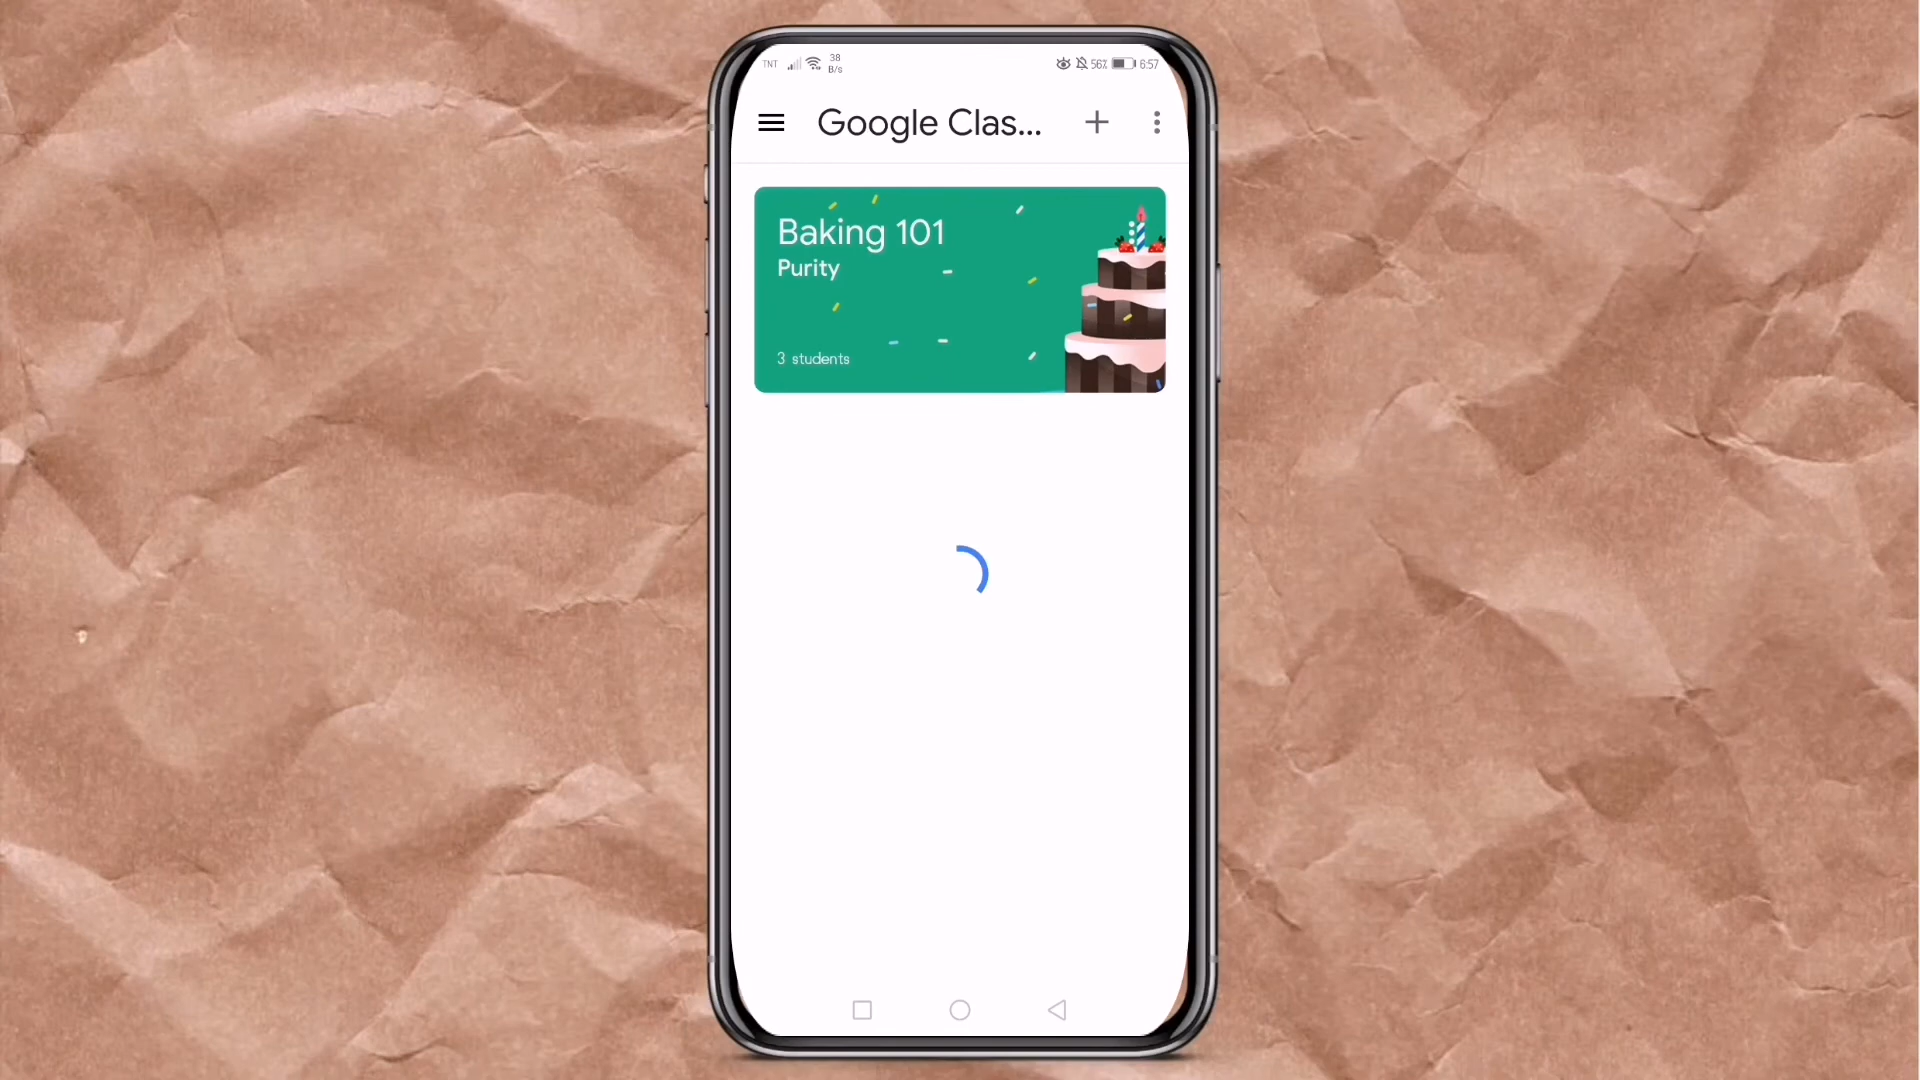 TNT 38 B/s 56% 6:57
Google Clas...
Baking 101
Purity
3 students